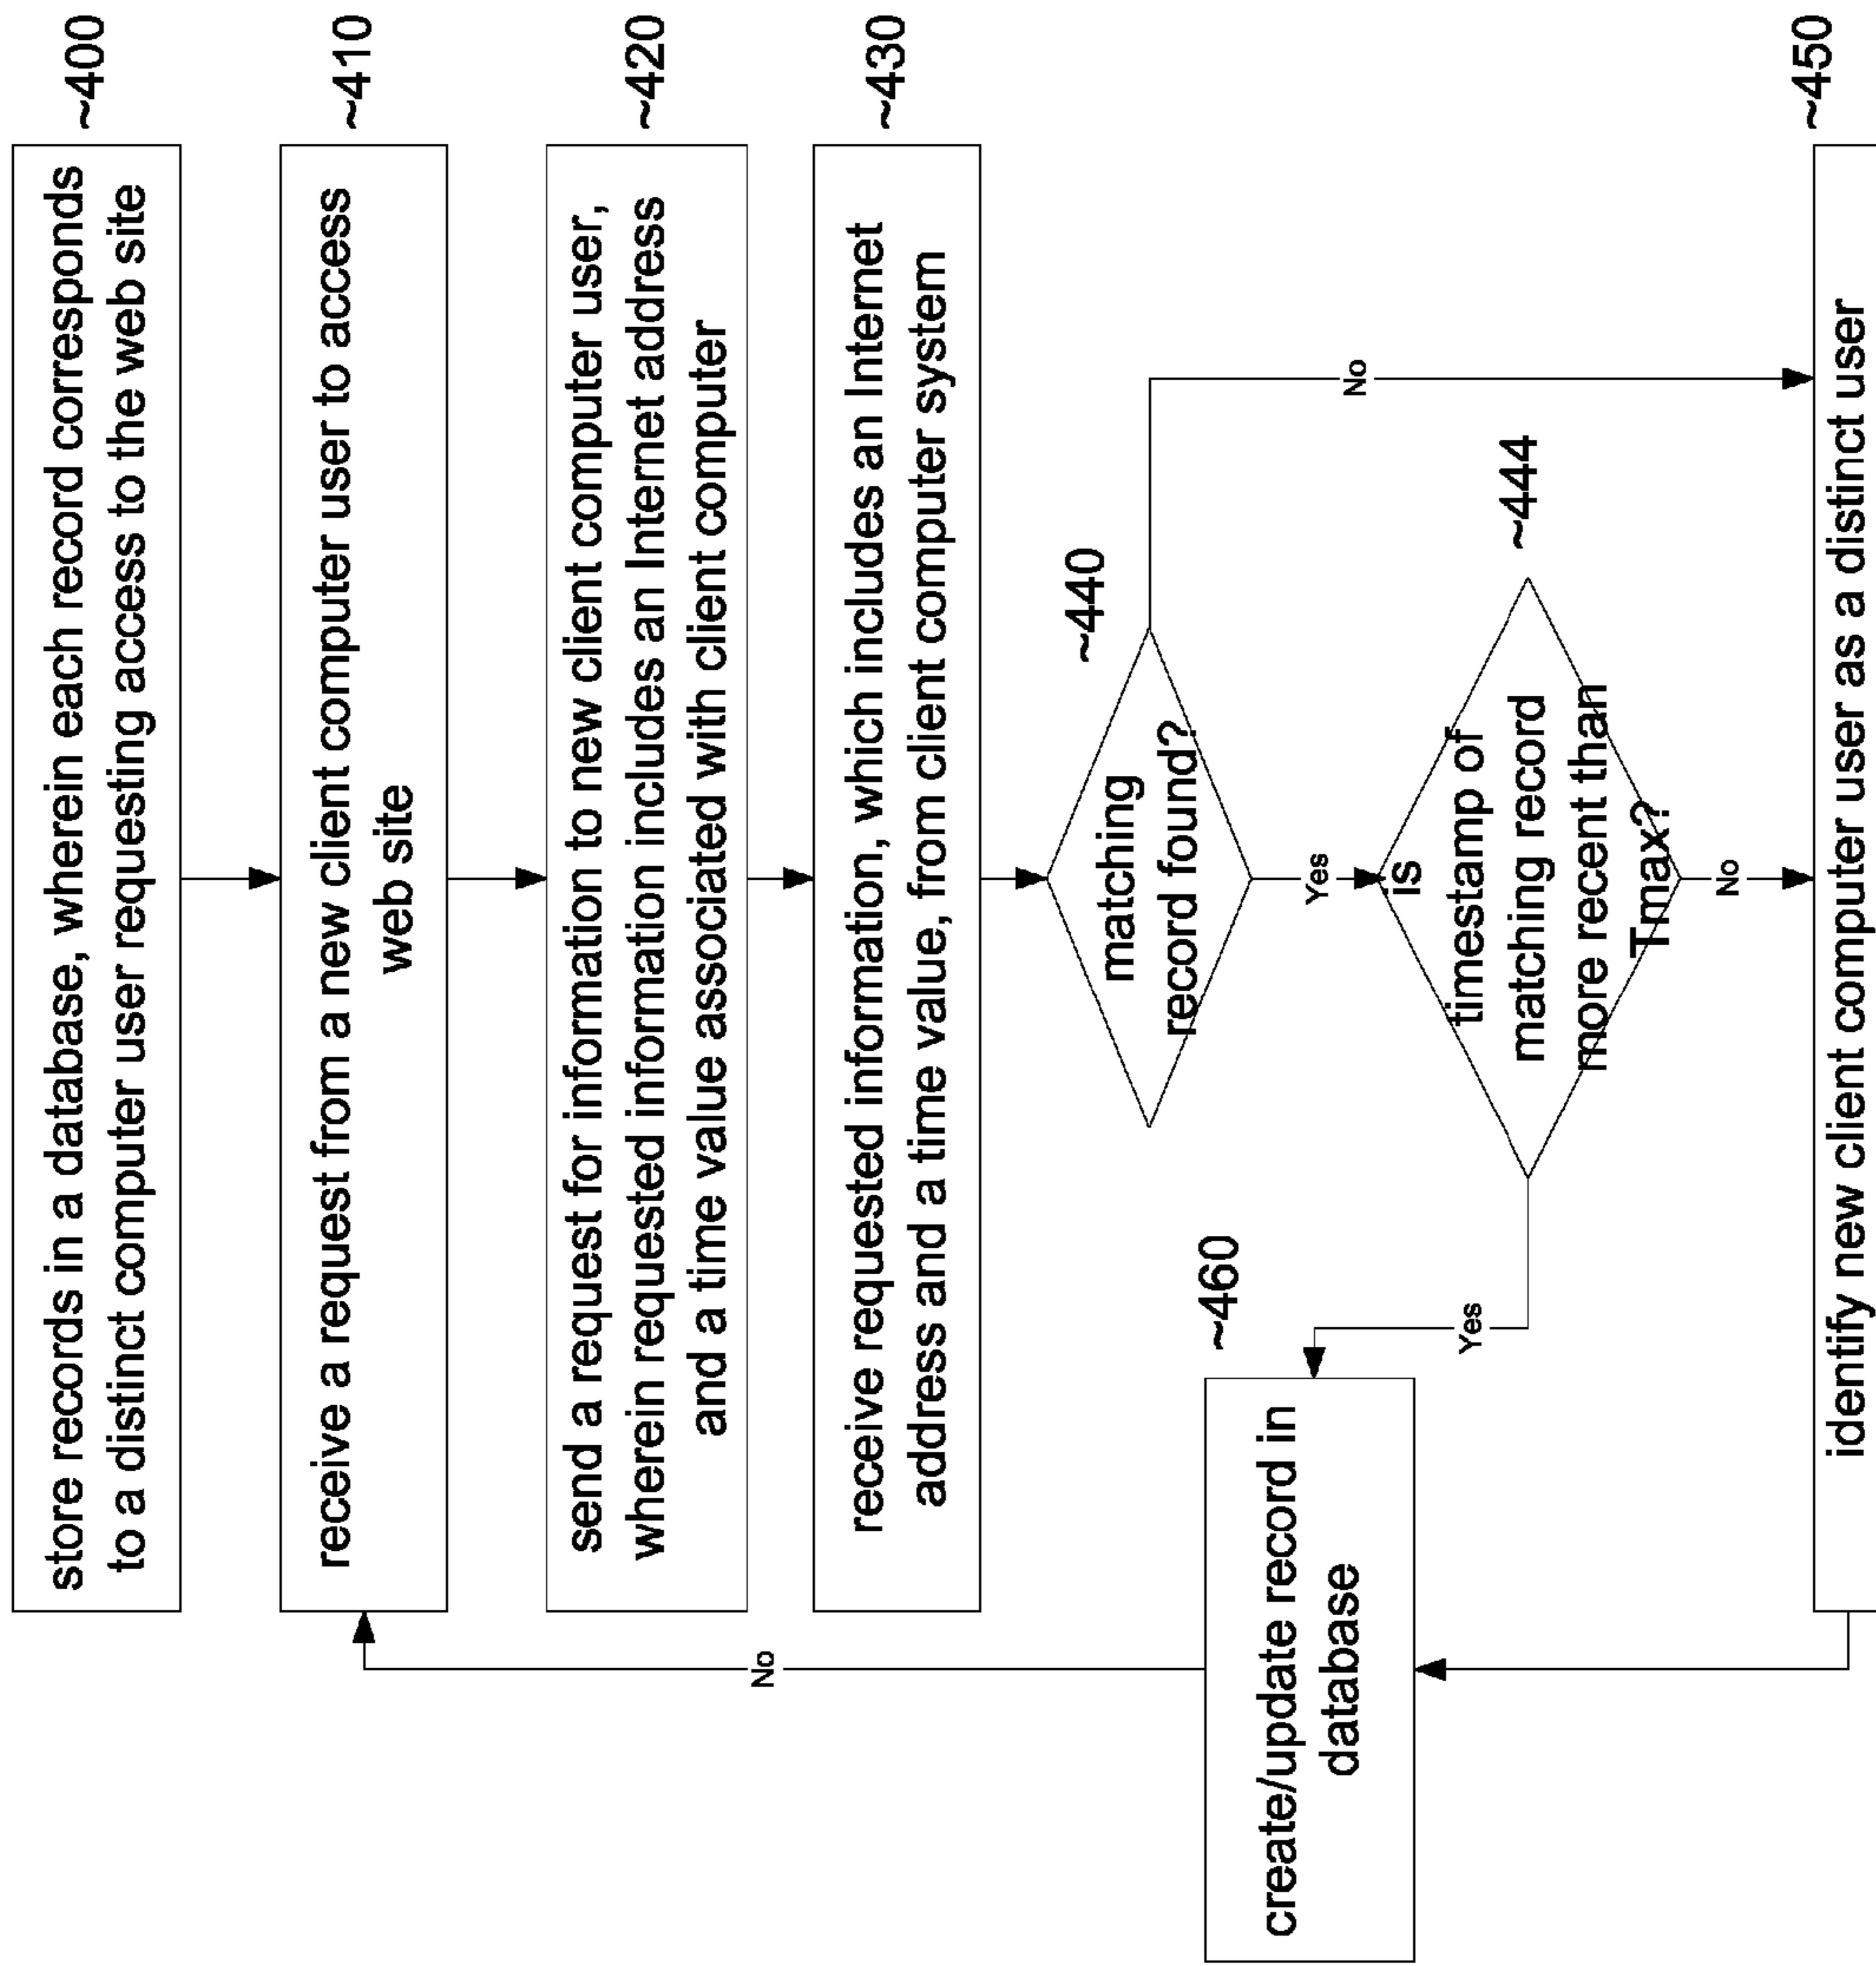 store records in a database, wherein each record corresponds
to a distinct computer user requesting access to the web site
~400
receive a request from a new client computer user to access
web site
~410
send a request for information to new client computer user,
wherein requested information includes an Internet address
and a time value associated with client computer
~420
receive requested information, which includes an Internet
address and a time value, from client computer system
~430
matching
record found?
~440
No
Yes
is
timestamp of
matching record
more recent than
Tmax?
~444
Yes
No
create/update record in
database
~460
No
identify new client computer user as a distinct user
~450